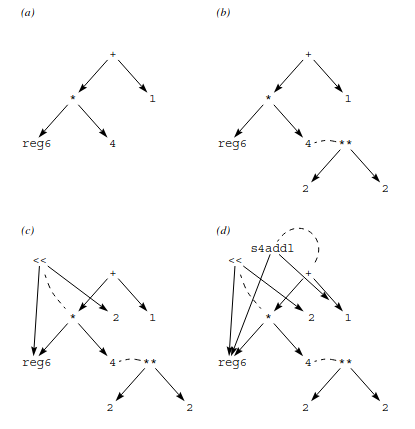 (a)
+
* 1
reg6 4
(b)
+
* 1
reg6 4 **
2 2
(c)
<<
+
* 2 1
reg6 4 **
2 2
(d)
s4addl
<<
+
* 2 1
reg6 4 **
2 2